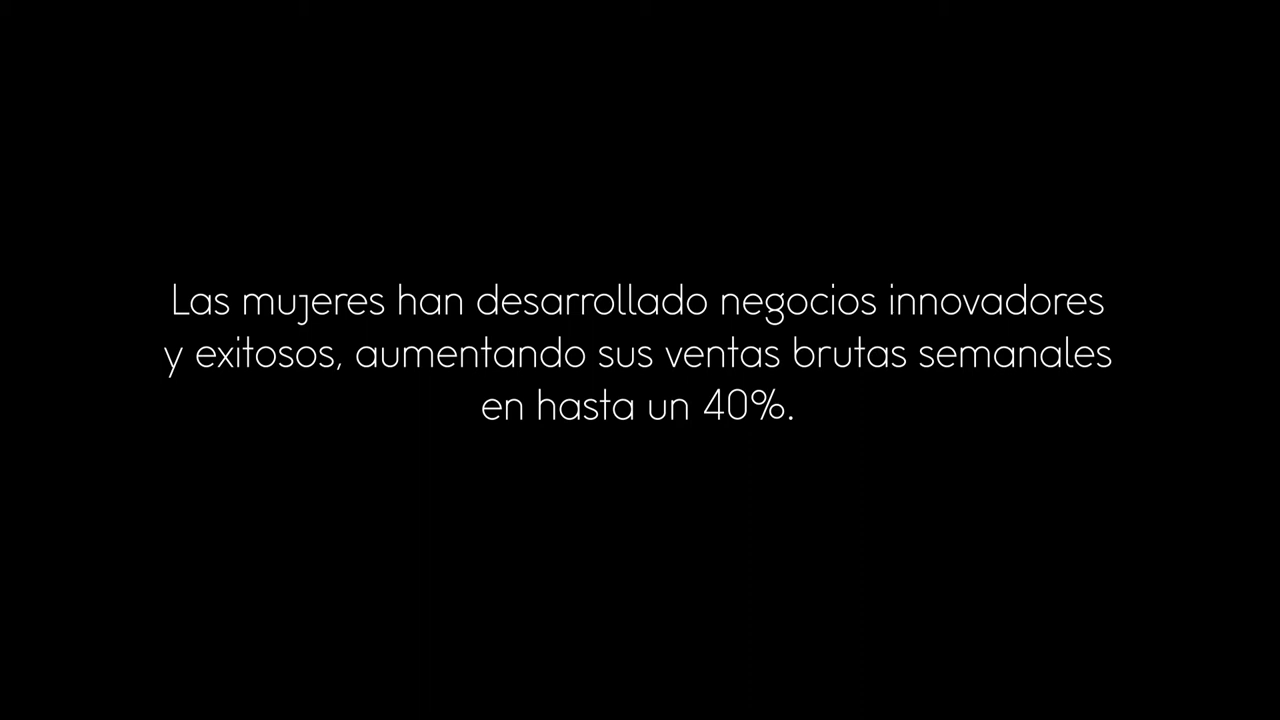 Las mujeres han desarrollado negocios innovadores
y exitosos, aumentando sus ventas brutas semanales
en hasta un 40%.